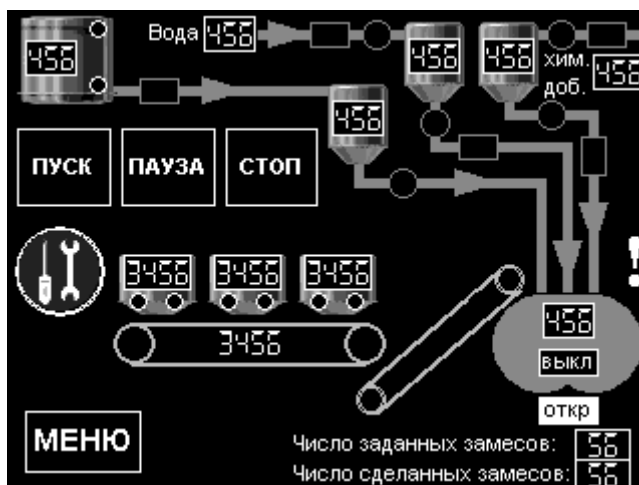 Вода 456
456
456
456
хим.
доб. 456
456
ПУСК ПАУЗА СТОП
3456 3456 3456
3456
456
выкл
откр
МЕНЮ
Число заданных замесов: 56
Число сделанных замесов: 56
!